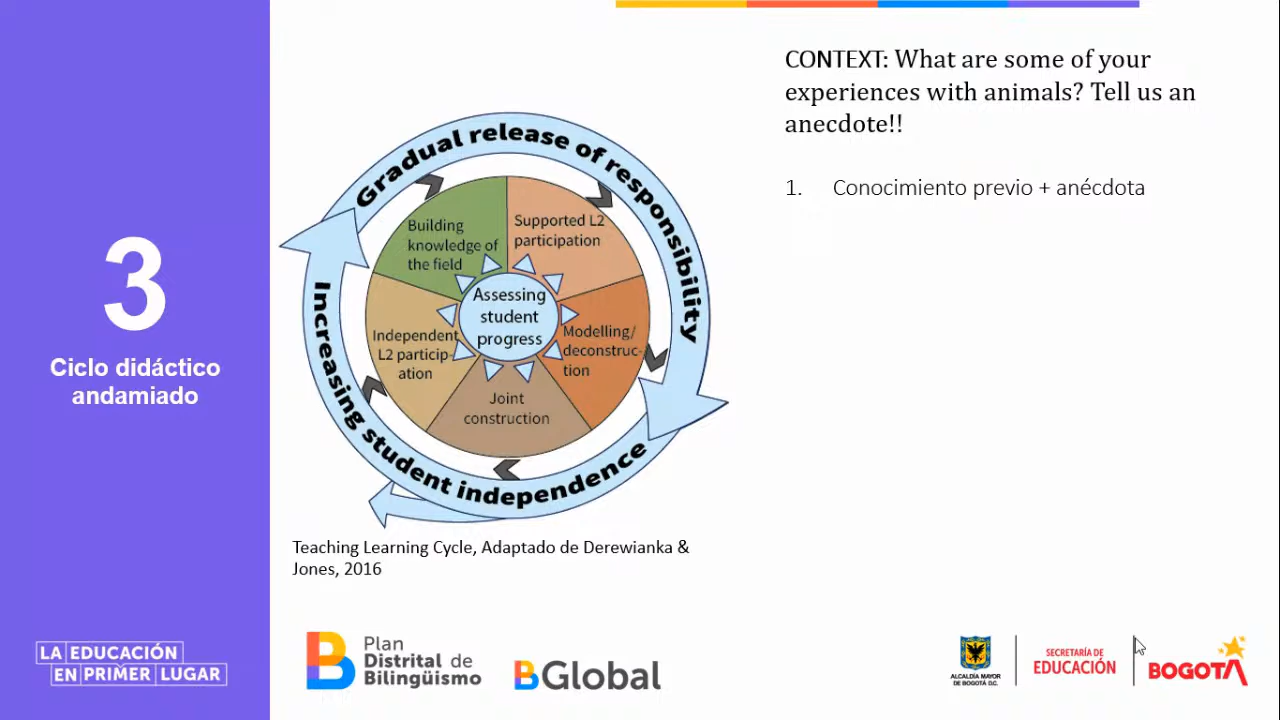 3
Ciclo didáctico
andamiado
LA EDUCACIÓN
EN PRIMER LUGAR
Gradual release of responsibility
Increasing student independence
Building
knowledge of
the field
Supported L2
participation
Assessing
student
progress
Modelling/
deconstruc-
tion
Joint
construction
Independent
L2 particip-
ation
Teaching Learning Cycle, Adaptado de Derewianka &
Jones, 2016
CONTEXT: What are some of your
experiences with animals? Tell us an
anecdote!!
1. Conocimiento previo + anécdota
Plan
Distrital de
Bilingüismo
BGlobal
ALCALDÍA MAYOR
DE BOGOTÁ D.C.
SECRETARÍA DE
EDUCACIÓN
BOGOTÁ